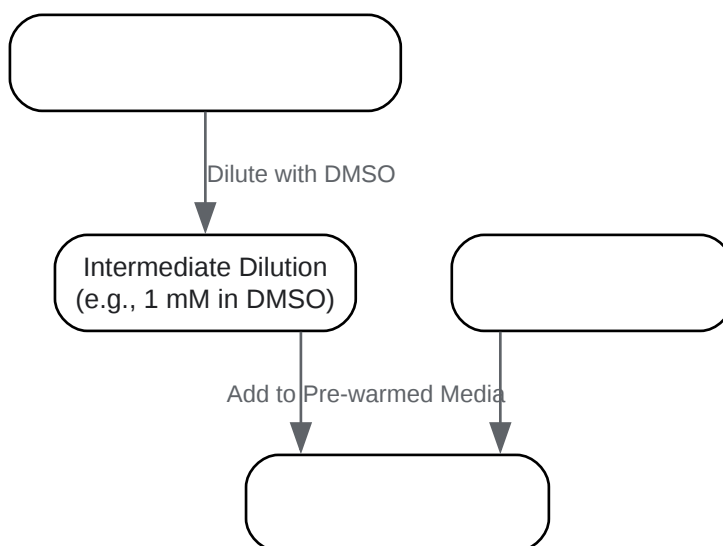 Dilute with DMSO
Intermediate Dilution
(e.g., 1 mM in DMSO)
Add to Pre-warmed Media